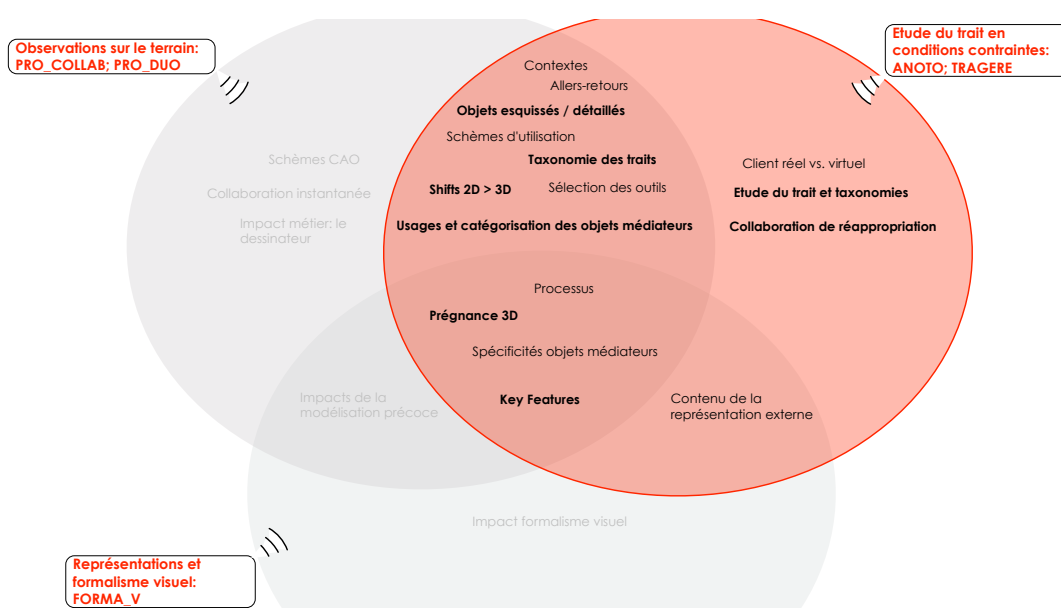 Observations sur le terrain:
PRO_COLLAB; PRO_DUO
Etude du trait en
conditions contraintes:
ANOTO; TRAGERE
Contextes
Allers-retours
Objets esquissés / détaillés
Schèmes d'utilisation
Taxonomie des traits
Schèmes CAO
Client réel vs. virtuel
Shifts 2D > 3D
Sélection des outils
Collaboration instantanée
Etude du trait et taxonomies
Impact métier: le
dessinateur
Usages et catégorisation des objets médiateurs
Collaboration de réappropriation
Processus
Prégnance 3D
Spécificités objets médiateurs
Impacts de la
modélisation précoce
Key Features
Contenu de la
représentation externe
Impact formalisme visuel
Représentations et
formalisme visuel:
FORMA_V